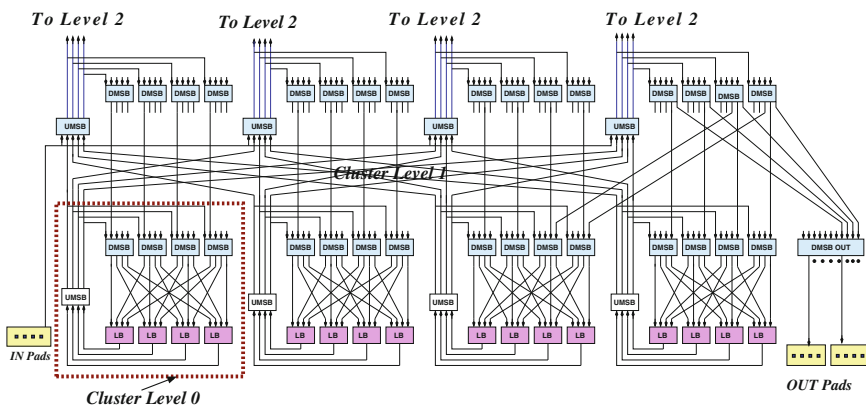 To Level 2 To Level 2 To Level 2 To Level 2
DMSB DMSB DMSB DMSB DMSB DMSB DMSB DMSB DMSB DMSB DMSB DMSB DMSB DMSB DMSB DMSB
UMSB UMSB UMSB UMSB
Cluster Level 1
DMSB DMSB DMSB DMSB DMSB DMSB DMSB DMSB DMSB DMSB DMSB DMSB DMSB DMSB DMSB DMSB DMSB OUT
UMSB UMSB UMSB UMSB
LB LB LB LB LB LB LB LB LB LB LB LB LB LB LB LB
IN Pads
OUT Pads
Cluster Level 0